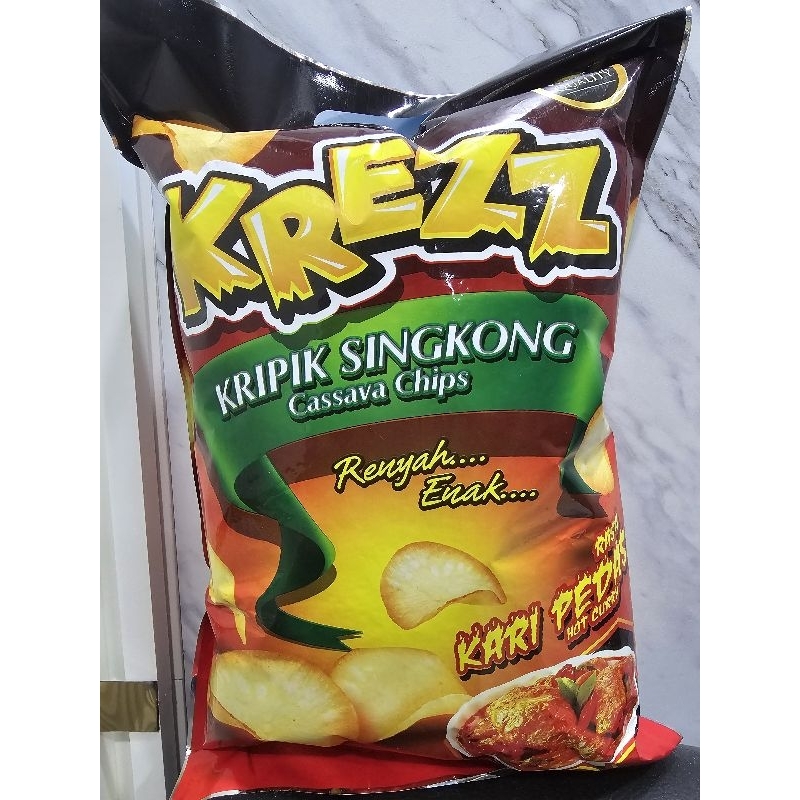 KREZZ
KRIPIK SINGKONG
Cassava Chips
Renyah....
Enak....
RASA
KARI PEDAS
HOT CURRY